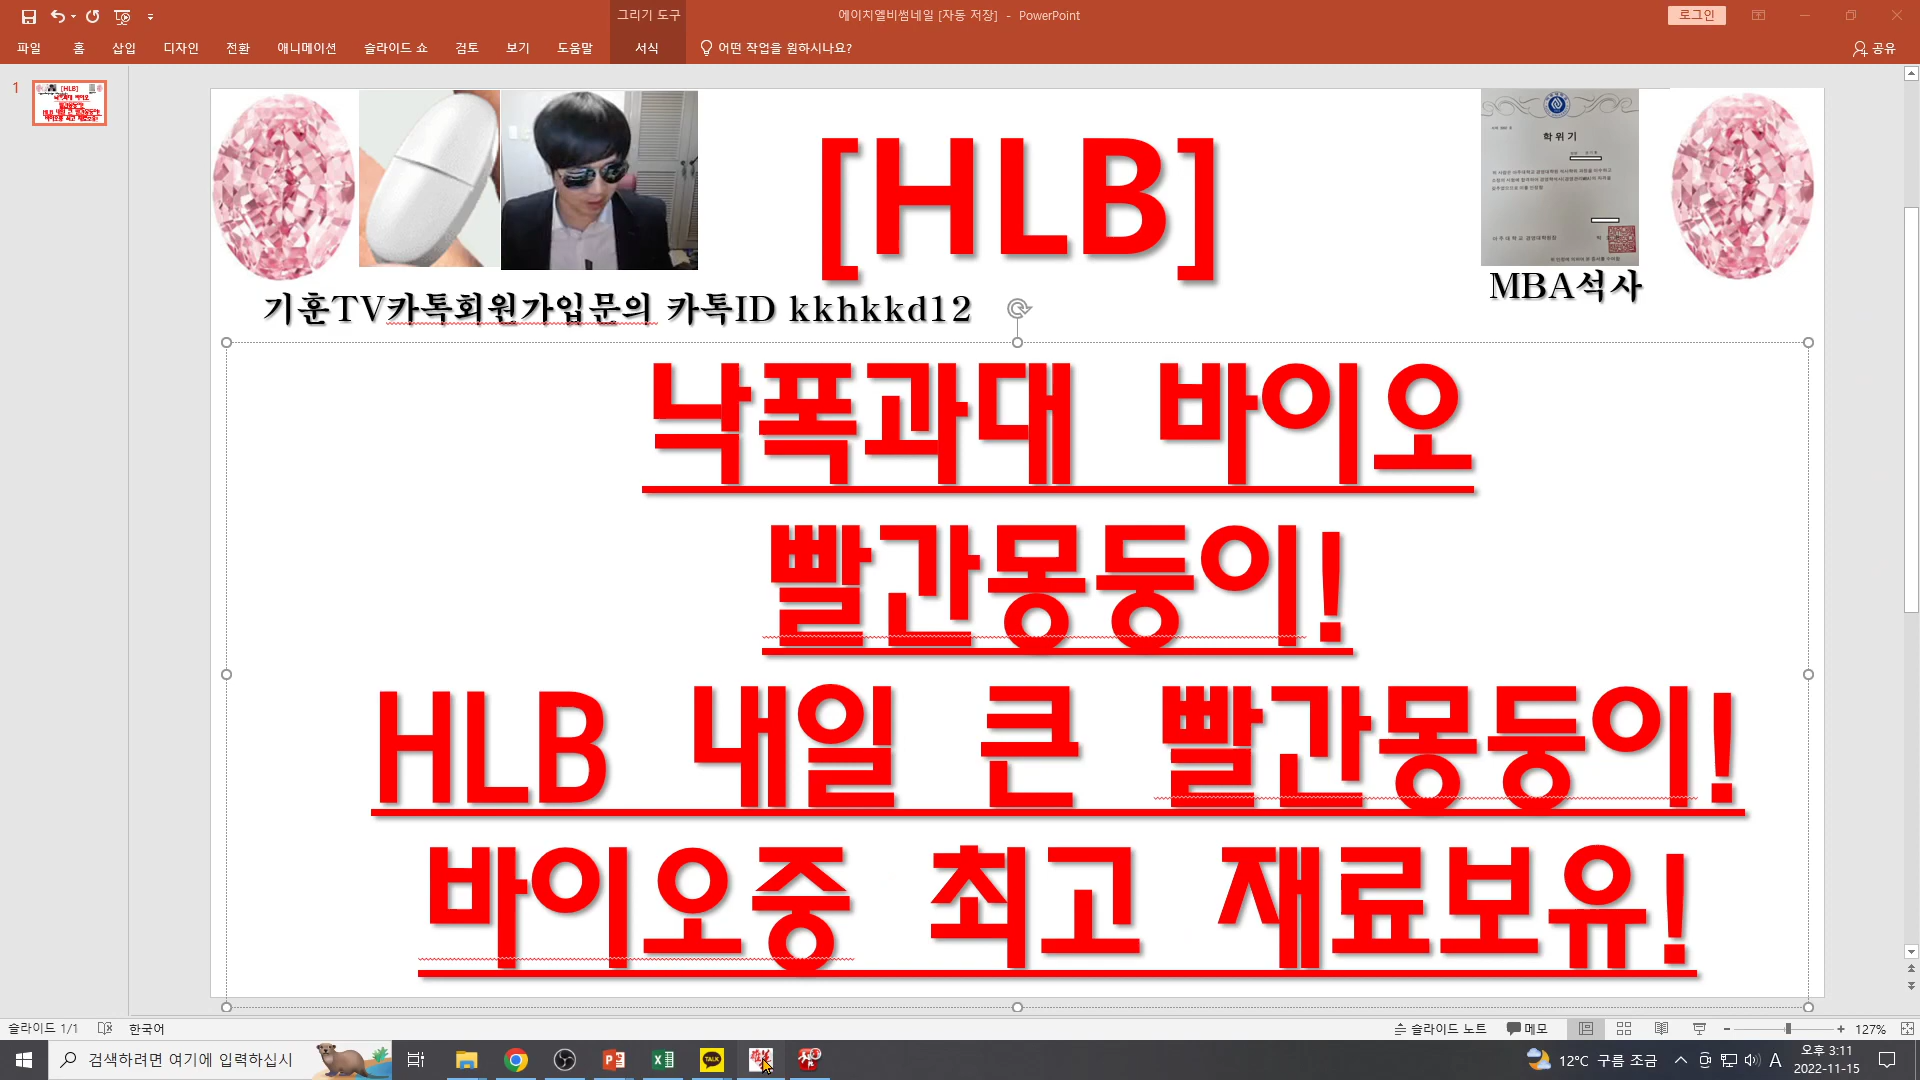 그리기 도구
에이치엘비썸네일 [자동 저장] - PowerPoint
로그인
파일 홈 삽입 디자인 전환 애니메이션 슬라이드 쇼 검토 보기 도움말 서식 어떤 작업을 원하시나요? 공유
1
[HLB]
학위기
MBA석사
기훈TV카톡회원가입문의 카톡ID kkhkkd12
낙폭과대 바이오
빨간몽둥이!
HLB 내일 큰 빨간몽둥이!
바이오중 최고 재료보유!
슬라이드 1/1 한국어 슬라이드 노트 메모 127%
검색하려면 여기에 입력하십시
TALK
12°C 구름 조금 A 오후 3:11
2022-11-15